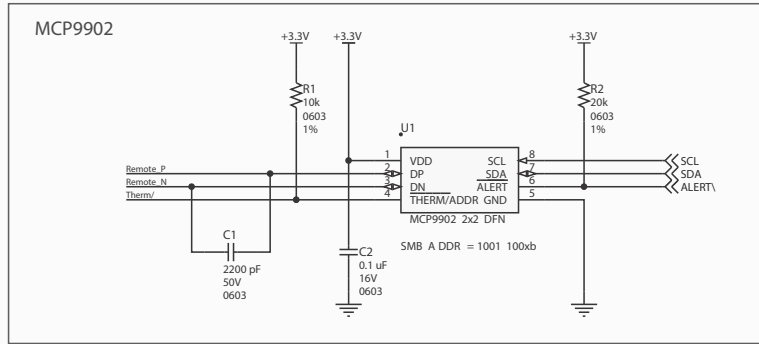 MCP9902
+3.3V
+3.3V
+3.3V
R1
10k
0603
1%
R2
20k
0603
1%
U1
1 VDD SCL 8 SCL
Remote_P 2 DP SDA 7 SDA
Remote_N 3 DN ALERT 6 ALERT\
Therm/ 4 THERM/ADDR GND 5
MCP9902 2x2 DFN
SMB A DDR = 1001 100xb
C1
2200 pF
50V
0603
C2
0.1 uF
16V
0603